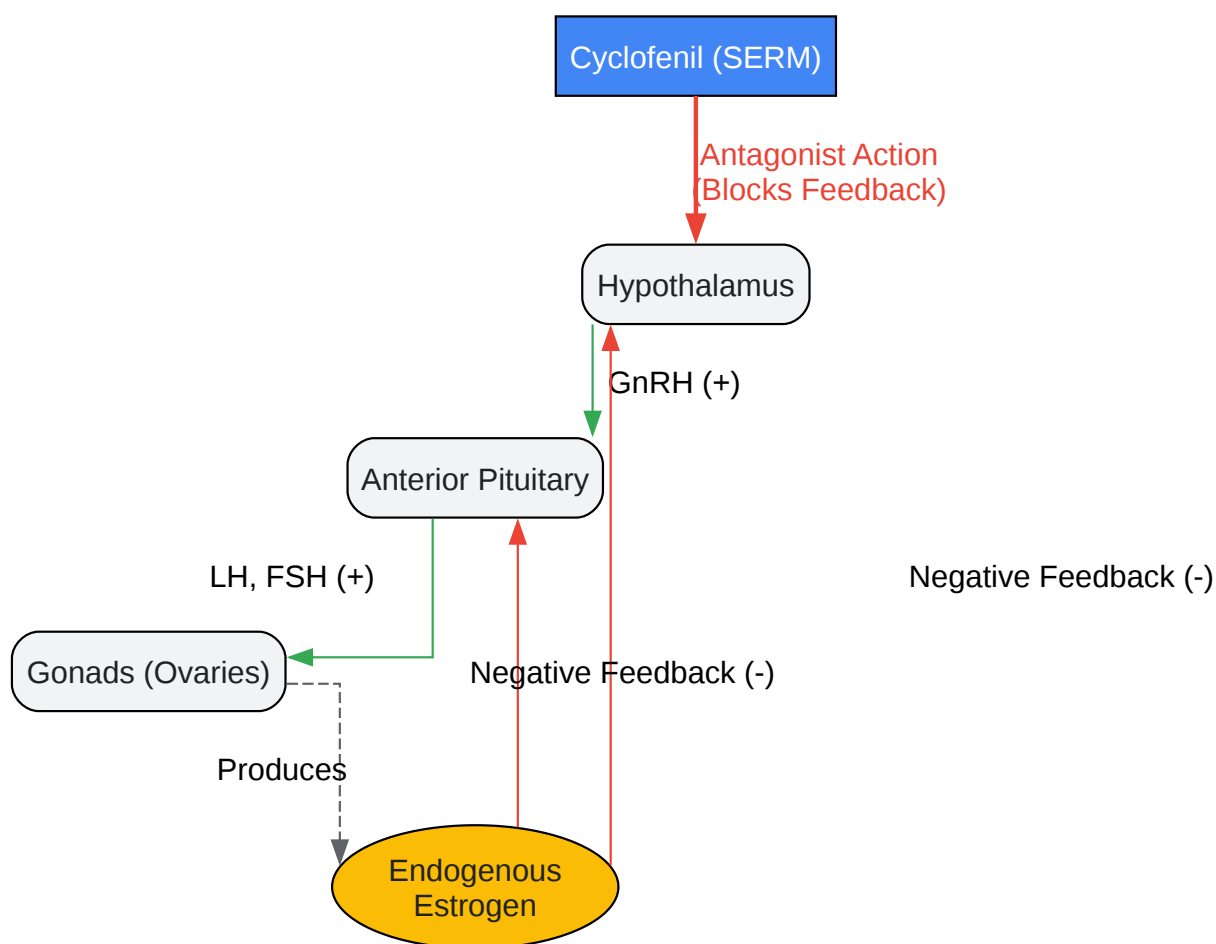 Cyclofenil (SERM)
Antagonist Action
(Blocks Feedback)
Hypothalamus
GnRH (+)
Anterior Pituitary
LH, FSH (+)
Negative Feedback (-)
Gonads (Ovaries)
Negative Feedback (-)
Produces
Endogenous
Estrogen